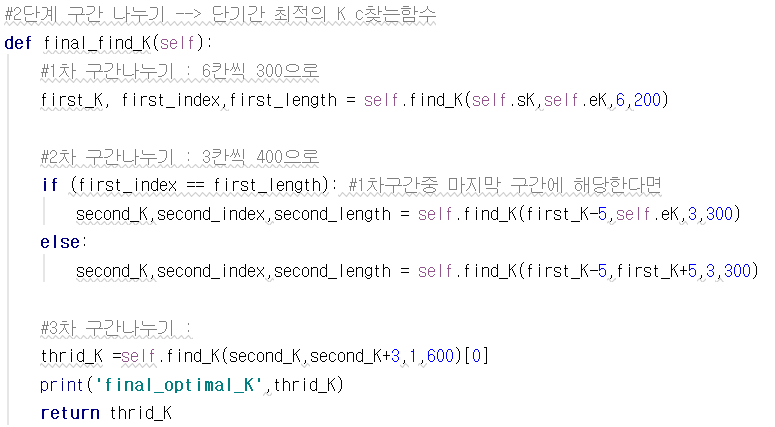 #2단계 구간 나누기 --> 단기간 최적의 K c찾는함수
def final_find_K(self):
    #1차 구간나누기 : 6칸씩 300으로
    first_K, first_index,first_length = self.find_K(self.sK,self.eK,6,200)
    #2차 구간나누기 : 3칸씩 400으로
    if (first_index == first_length): #1차구간중 마지막 구간에 해당한다면
        second_K,second_index,second_length = self.find_K(first_K-5,self.eK,3,300)
    else:
        second_K,second_index,second_length = self.find_K(first_K-5,first_K+5,3,300)
    #3차 구간나누기 :
    thrid_K =self.find_K(second_K,second_K+3,1,600)[0]
    print('final_optimal_K',thrid_K)
    return thrid_K